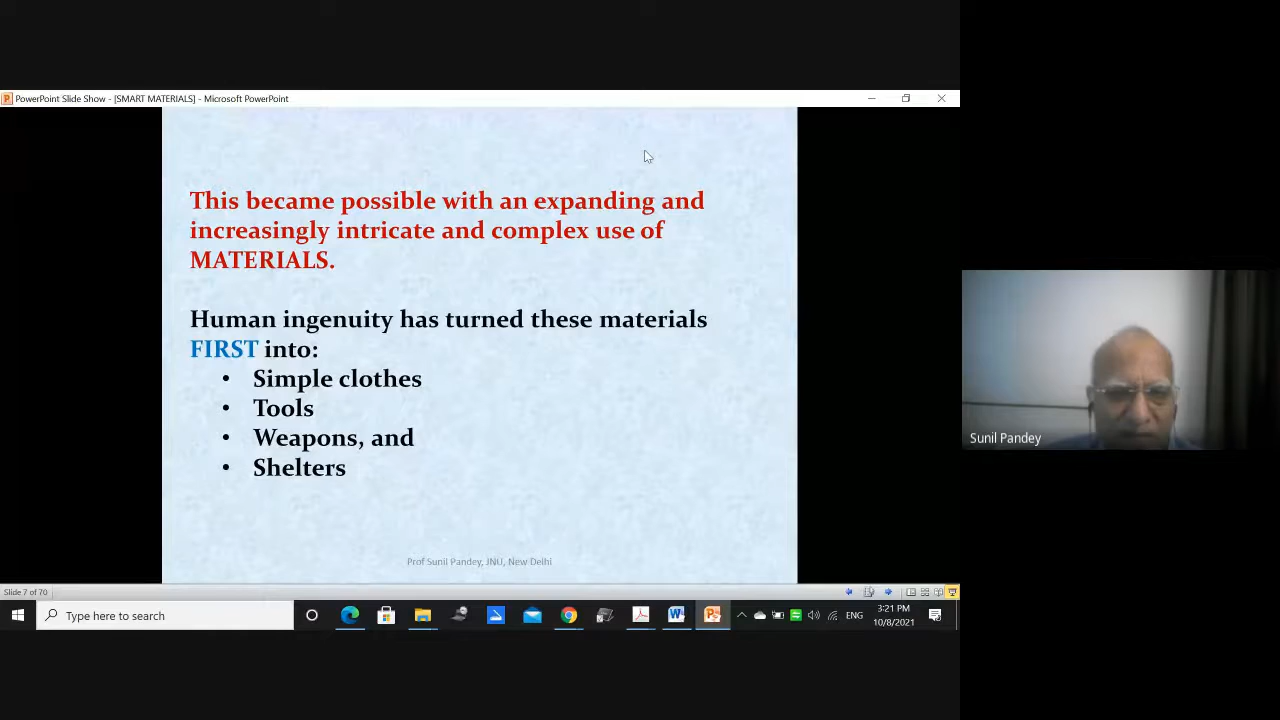 PowerPoint Slide Show - [SMART MATERIALS] - Microsoft PowerPoint
This became possible with an expanding and
increasingly intricate and complex use of
MATERIALS.
Human ingenuity has turned these materials
FIRST into:
• Simple clothes
• Tools
• Weapons, and
• Shelters
Prof Sunil Pandey, JNU, New Delhi
Sunil Pandey
Slide 7 of 70
Type here to search
ENG
3:21 PM
10/8/2021